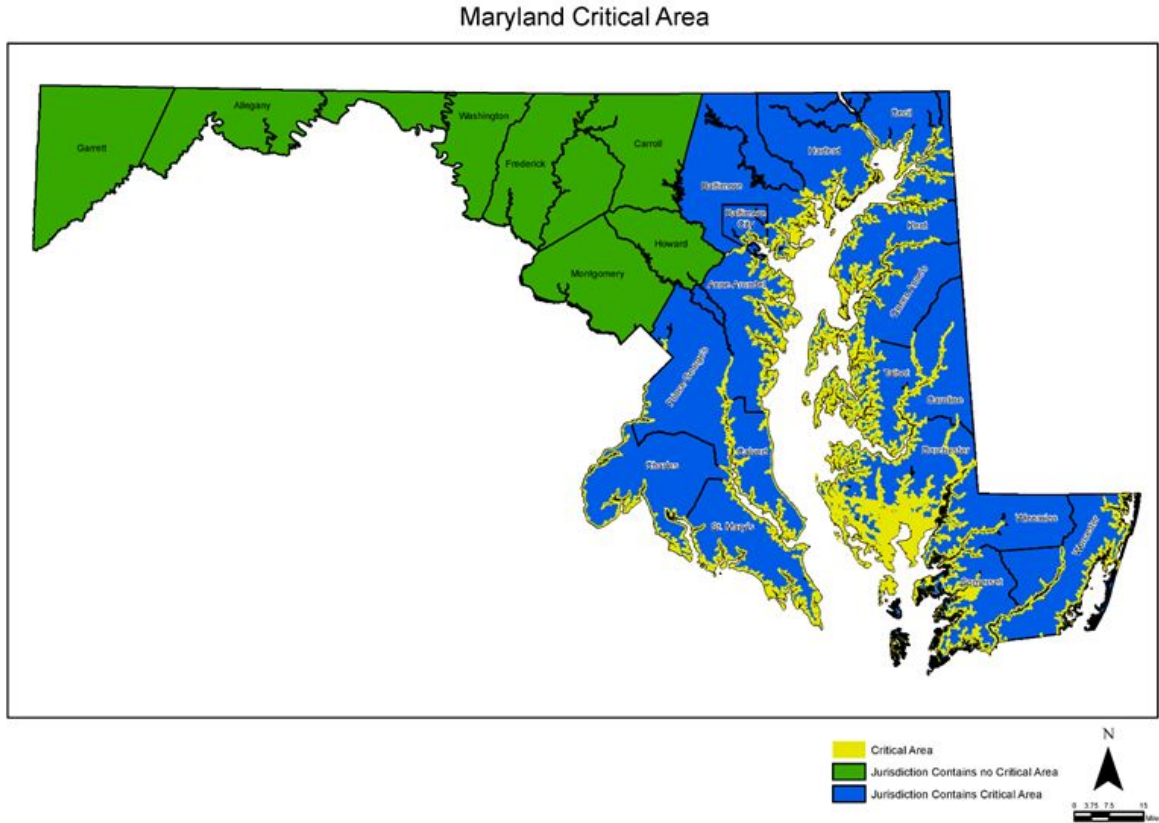 Maryland Critical Area
Garrett
Allegany
Washington
Frederick
Carroll
Howard
Montgomery
Baltimore
Baltimore
City
Harford
Cecil
Kent
Queen Anne's
Anne Arundel
Prince George's
Talbot
Caroline
Calvert
Charles
St. Mary's
Dorchester
Wicomico
Worcester
Somerset
Critical Area
Jurisdiction Contains no Critical Area
Jurisdiction Contains Critical Area
N
0 3.75 7.5 15
Miles